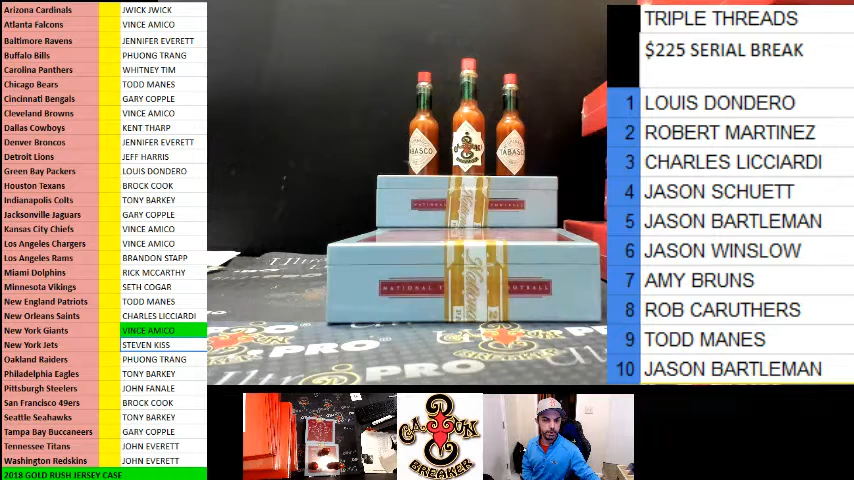 Arizona Cardinals JWICK JWICK
Atlanta Falcons VINCE AMICO
Baltimore Ravens JENNIFER EVERETT
Buffalo Bills PHUONG TRANG
Carolina Panthers WHITNEY TIM
Chicago Bears TODD MANES
Cincinnati Bengals GARY COPPLE
Cleveland Browns VINCE AMICO
Dallas Cowboys KENT THARP
Denver Broncos JENNIFER EVERETT
Detroit Lions JEFF HARRIS
Green Bay Packers LOUIS DONDERO
Houston Texans BROCK COOK
Indianapolis Colts TONY BARKEY
Jacksonville Jaguars GARY COPPLE
Kansas City Chiefs VINCE AMICO
Los Angeles Chargers VINCE AMICO
Los Angeles Rams BRANDON STAPP
Miami Dolphins RICK MCCARTHY
Minnesota Vikings SETH COGAR
New England Patriots TODD MANES
New Orleans Saints CHARLES LICCIARDI
New York Giants VINCE AMICO
New York Jets STEVEN KISS
Oakland Raiders PHUONG TRANG
Philadelphia Eagles TONY BARKEY
Pittsburgh Steelers JOHN FANALE
San Francisco 49ers BROCK COOK
Seattle Seahawks TONY BARKEY
Tampa Bay Buccaneers GARY COPPLE
Tennessee Titans JOHN EVERETT
Washington Redskins JOHN EVERETT
2018 GOLD RUSH JERSEY CASE
TABASCO
TABASCO
NATIONAL
NATIONAL
PRO
PRO
CAJUN
BREAKER
TRIPLE THREADS
$225 SERIAL BREAK
1 LOUIS DONDERO
2 ROBERT MARTINEZ
3 CHARLES LICCIARDI
4 JASON SCHUETT
5 JASON BARTLEMAN
6 JASON WINSLOW
7 AMY BRUNS
8 ROB CARUTHERS
9 TODD MANES
10 JASON BARTLEMAN